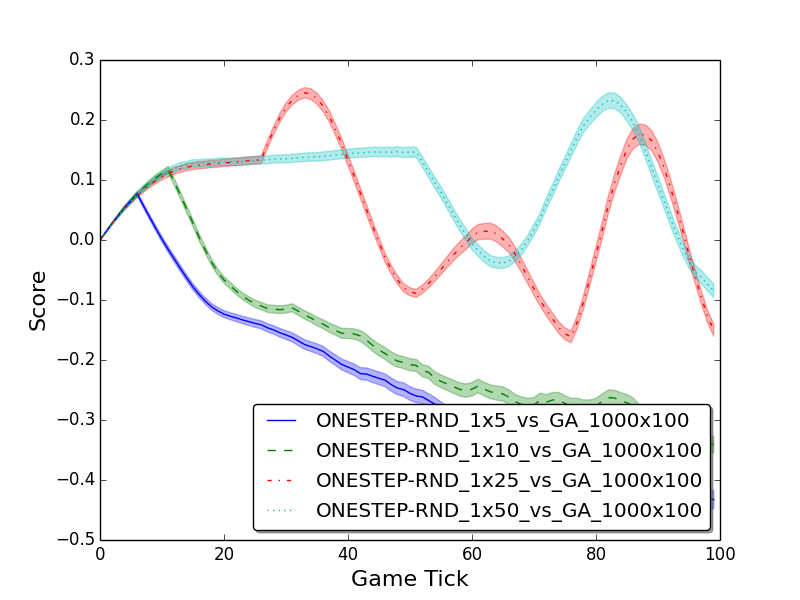 0.3
0.2
0.1
0.0
−0.1
−0.2
−0.3
−0.4
−0.5
Score
ONESTEP-RND_1x5_vs_GA_1000x100
ONESTEP-RND_1x10_vs_GA_1000x100
ONESTEP-RND_1x25_vs_GA_1000x100
ONESTEP-RND_1x50_vs_GA_1000x100
0 20 40 60 80 100
Game Tick